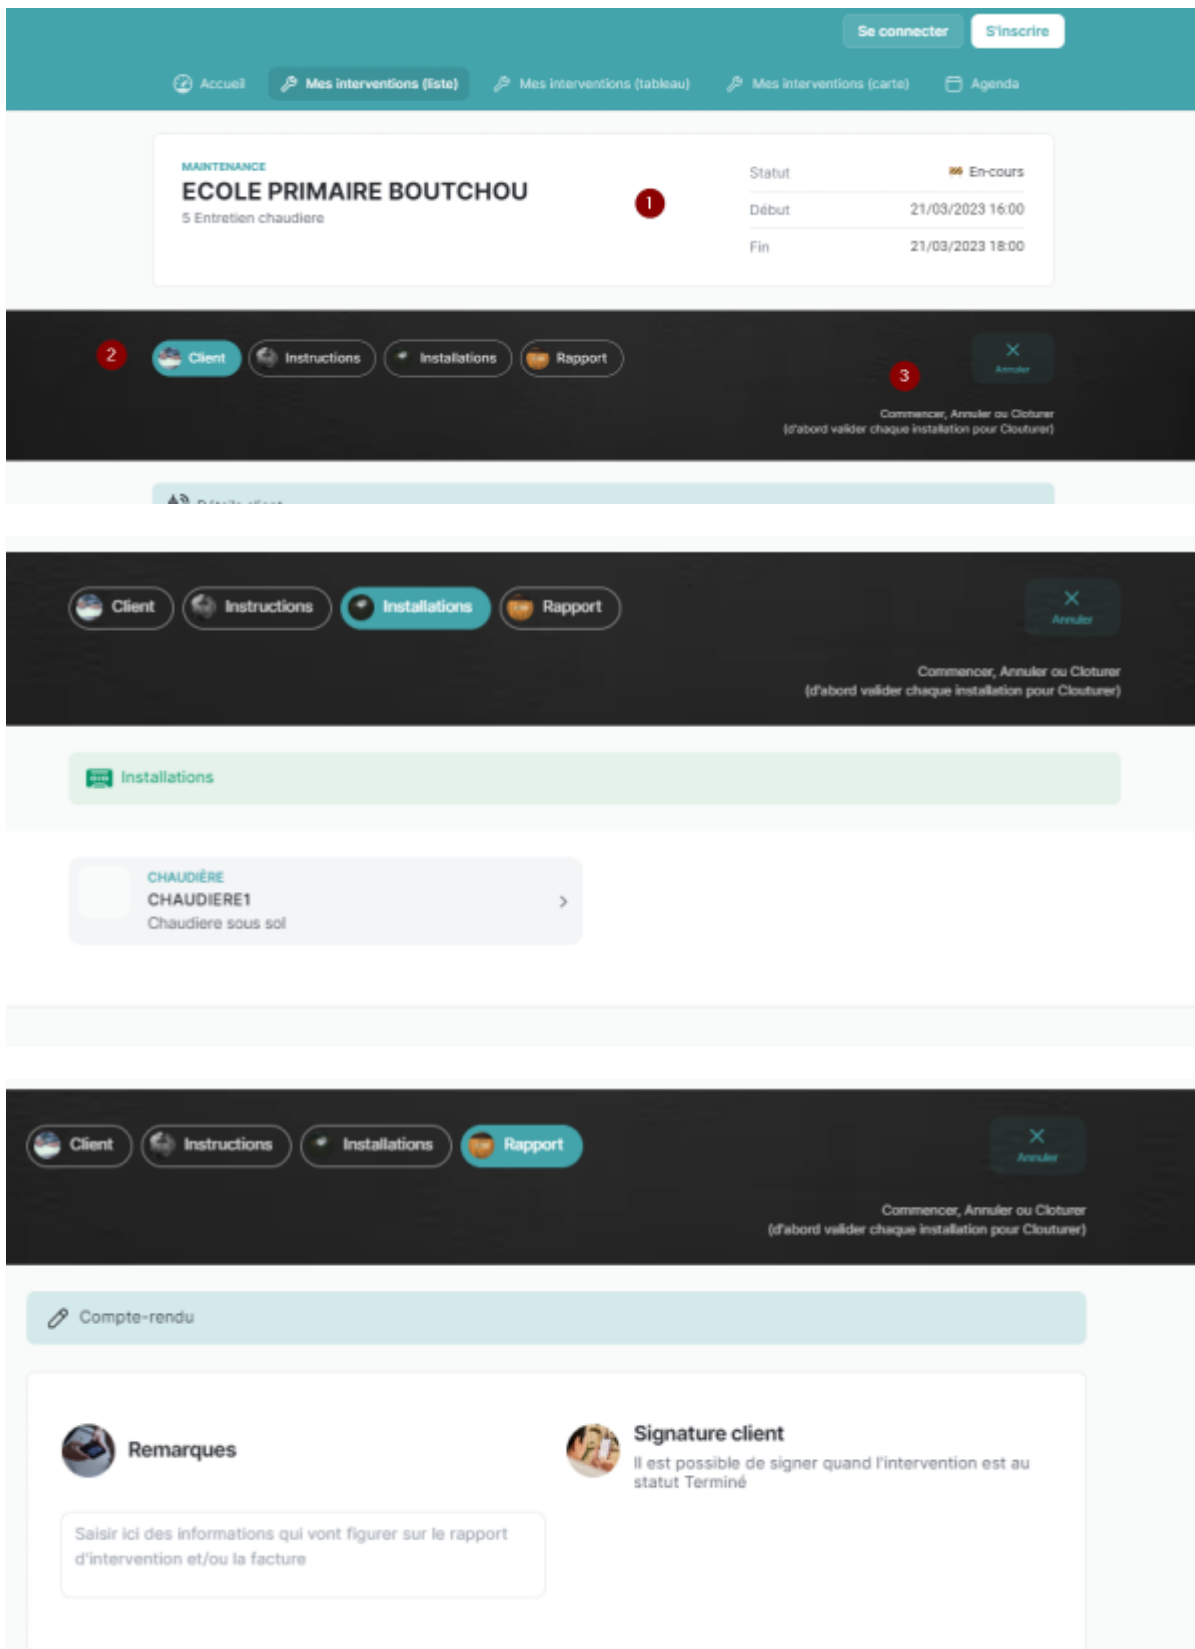 Se connecter S'inscrire
Accueil Mes interventions (liste) Mes interventions (tableau) Mes interventions (carte) Agenda
MAINTENANCE
ECOLE PRIMAIRE BOUTCHOU
5 Entretien chaudiere
1
Statut En-cours
Début 21/03/2023 16:00
Fin 21/03/2023 18:00
2 Client Instructions Installations Rapport
3
Annuler
Commencer, Annuler ou Cloturer
(d'abord valider chaque installation pour Clouturer)
Détails client
Client Instructions Installations Rapport
Annuler
Commencer, Annuler ou Cloturer
(d'abord valider chaque installation pour Clouturer)
Installations
CHAUDIÈRE
CHAUDIERE1
Chaudiere sous sol
Client Instructions Installations Rapport
Annuler
Commencer, Annuler ou Cloturer
(d'abord valider chaque installation pour Clouturer)
Compte-rendu
Remarques
Saisir ici des informations qui vont figurer sur le rapport
d'intervention et/ou la facture
Signature client
Il est possible de signer quand l'intervention est au
statut Terminé